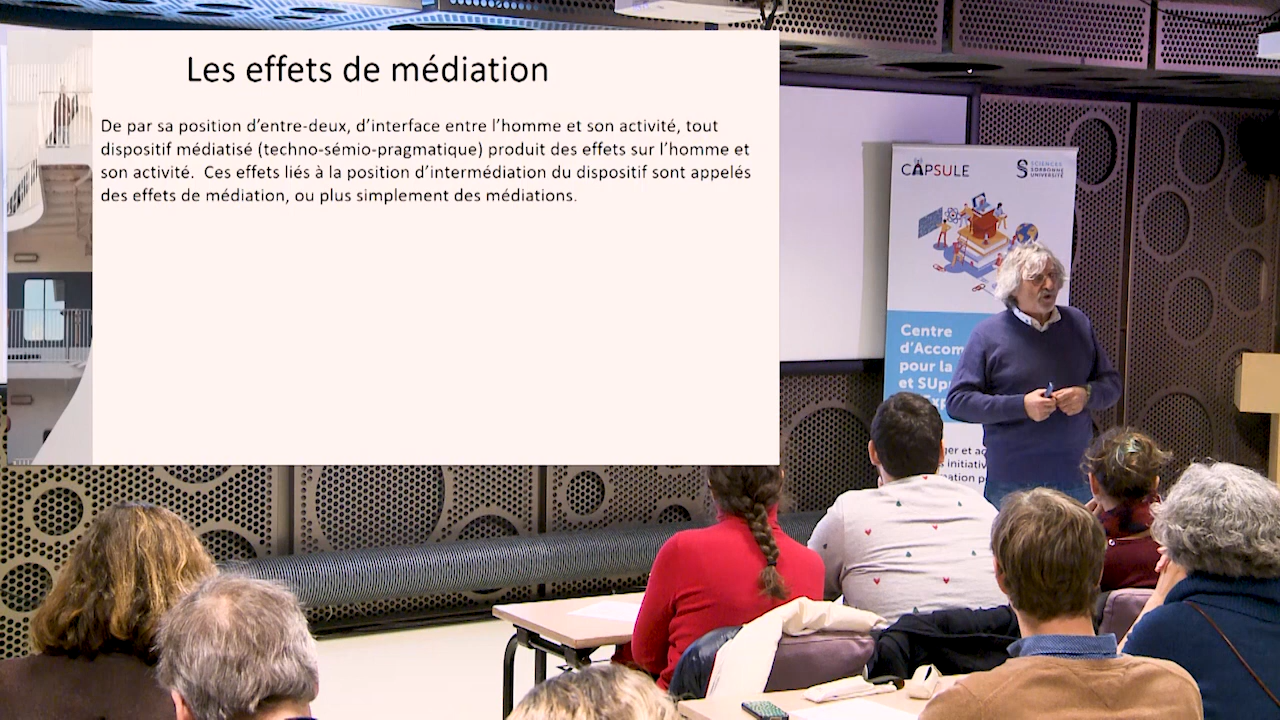 Les effets de médiation
De par sa position d'entre-deux, d'interface entre l'homme et son activité, tout
dispositif médiatisé (techno-sémio-pragmatique) produit des effets sur l'homme et
son activité.  Ces effets liés à la position d'intermédiation du dispositif sont appelés
des effets de médiation, ou plus simplement des médiations.
CAPSULE
SCIENCES
SORBONNE
UNIVERSITÉ
Centre
d'Accom
pour la
et SUp